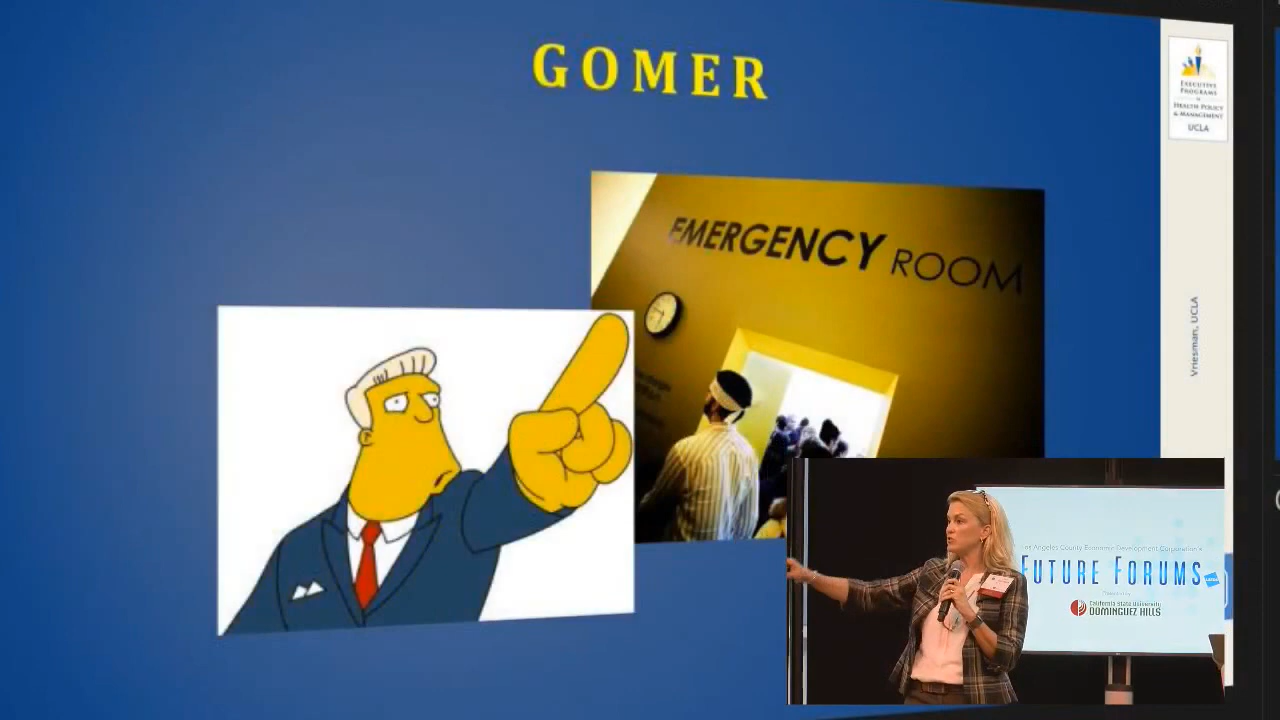 GOMER
EXECUTIVE
PROGRAMS
in
HEALTH POLICY
& MANAGEMENT
UCLA
EMERGENCY ROOM
Vriesman, UCLA
Los Angeles County Economic Development Corporation's
FUTURE FORUMS
California State University
DOMINGUEZ HILLS